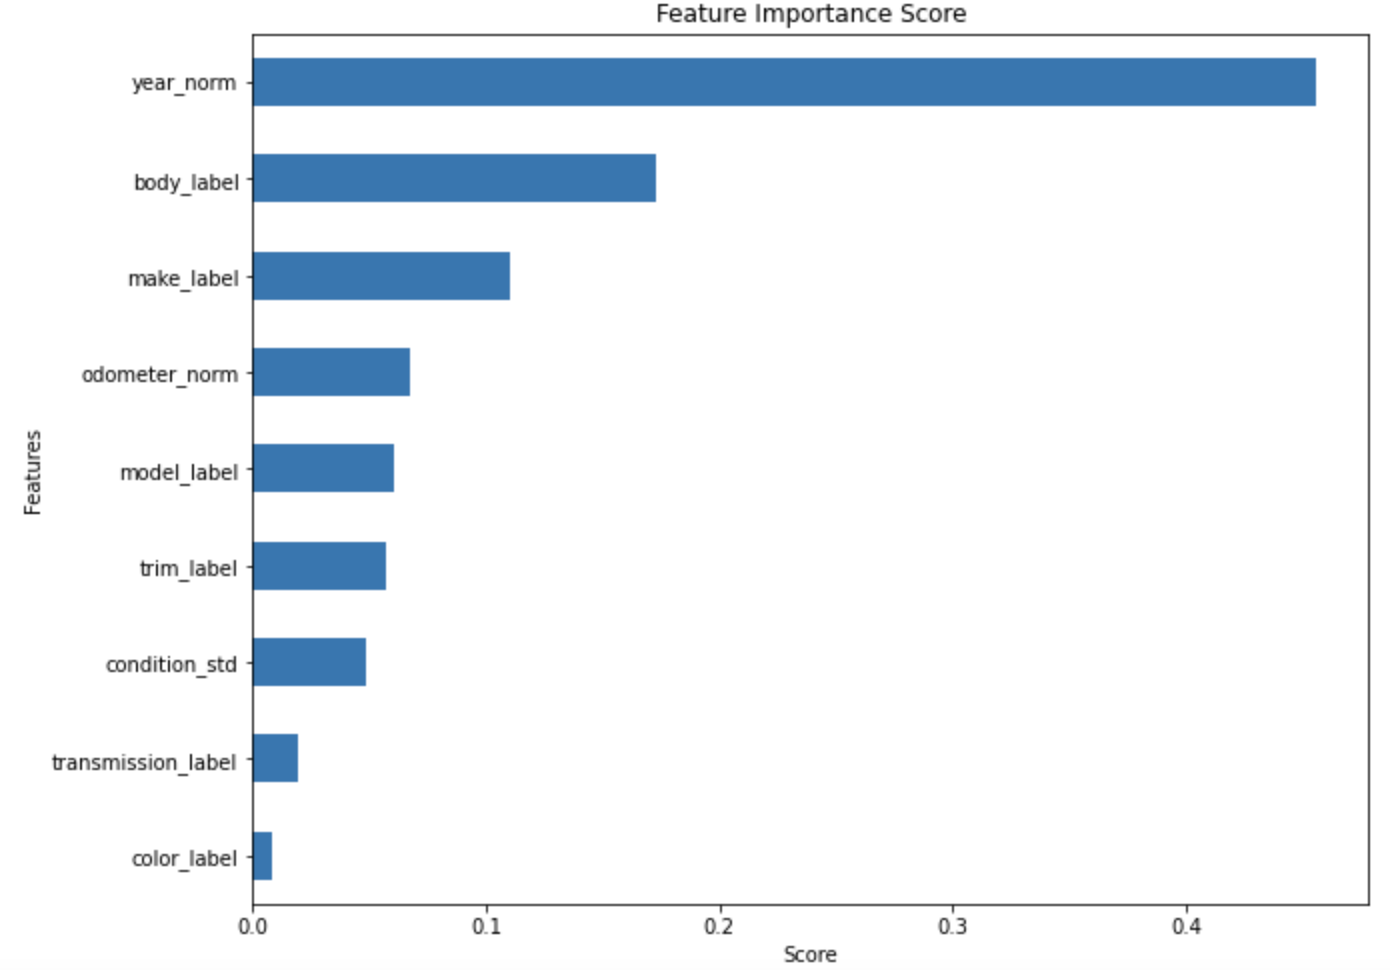 Feature Importance Score
year_norm
body_label
make_label
odometer_norm
model_label
trim_label
condition_std
transmission_label
color_label
Features
0.0 0.1 0.2 0.3 0.4
Score